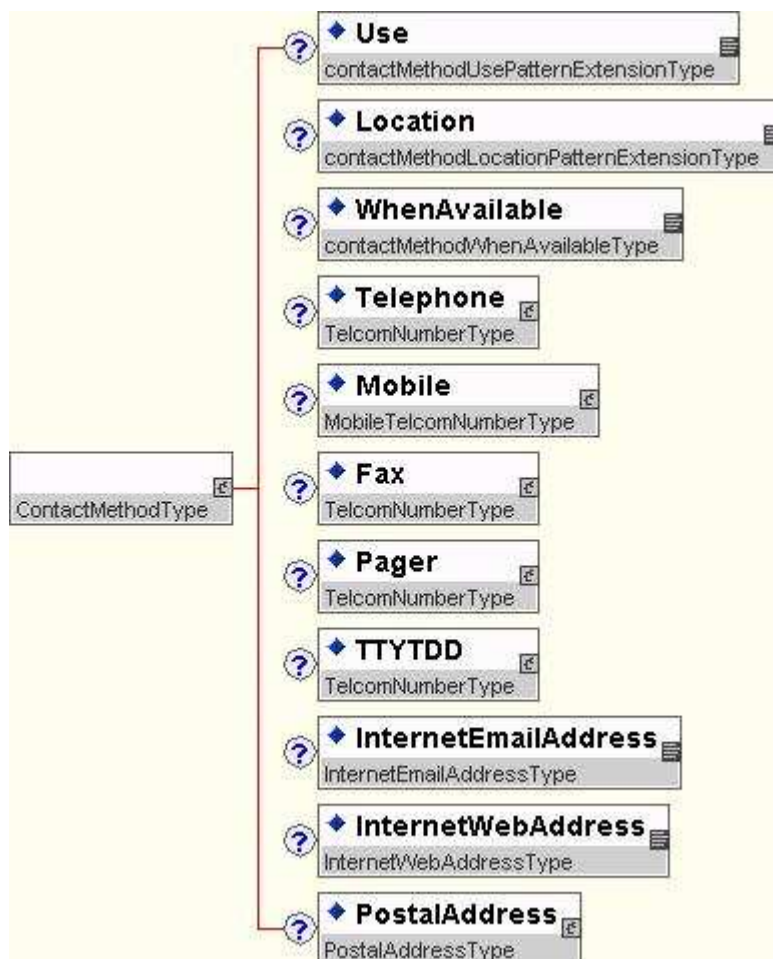 ?
Use
contactMethodUsePatternExtensionType
?
Location
contactMethodLocationPatternExtensionType
?
WhenAvailable
contactMethodWhenAvailableType
?
Telephone
TelcomNumberType
?
Mobile
MobileTelcomNumberType
ContactMethodType
?
Fax
TelcomNumberType
?
Pager
TelcomNumberType
?
TTYTDD
TelcomNumberType
?
InternetEmailAddress
InternetEmailAddressType
?
InternetWebAddress
InternetWebAddressType
?
PostalAddress
PostalAddressType